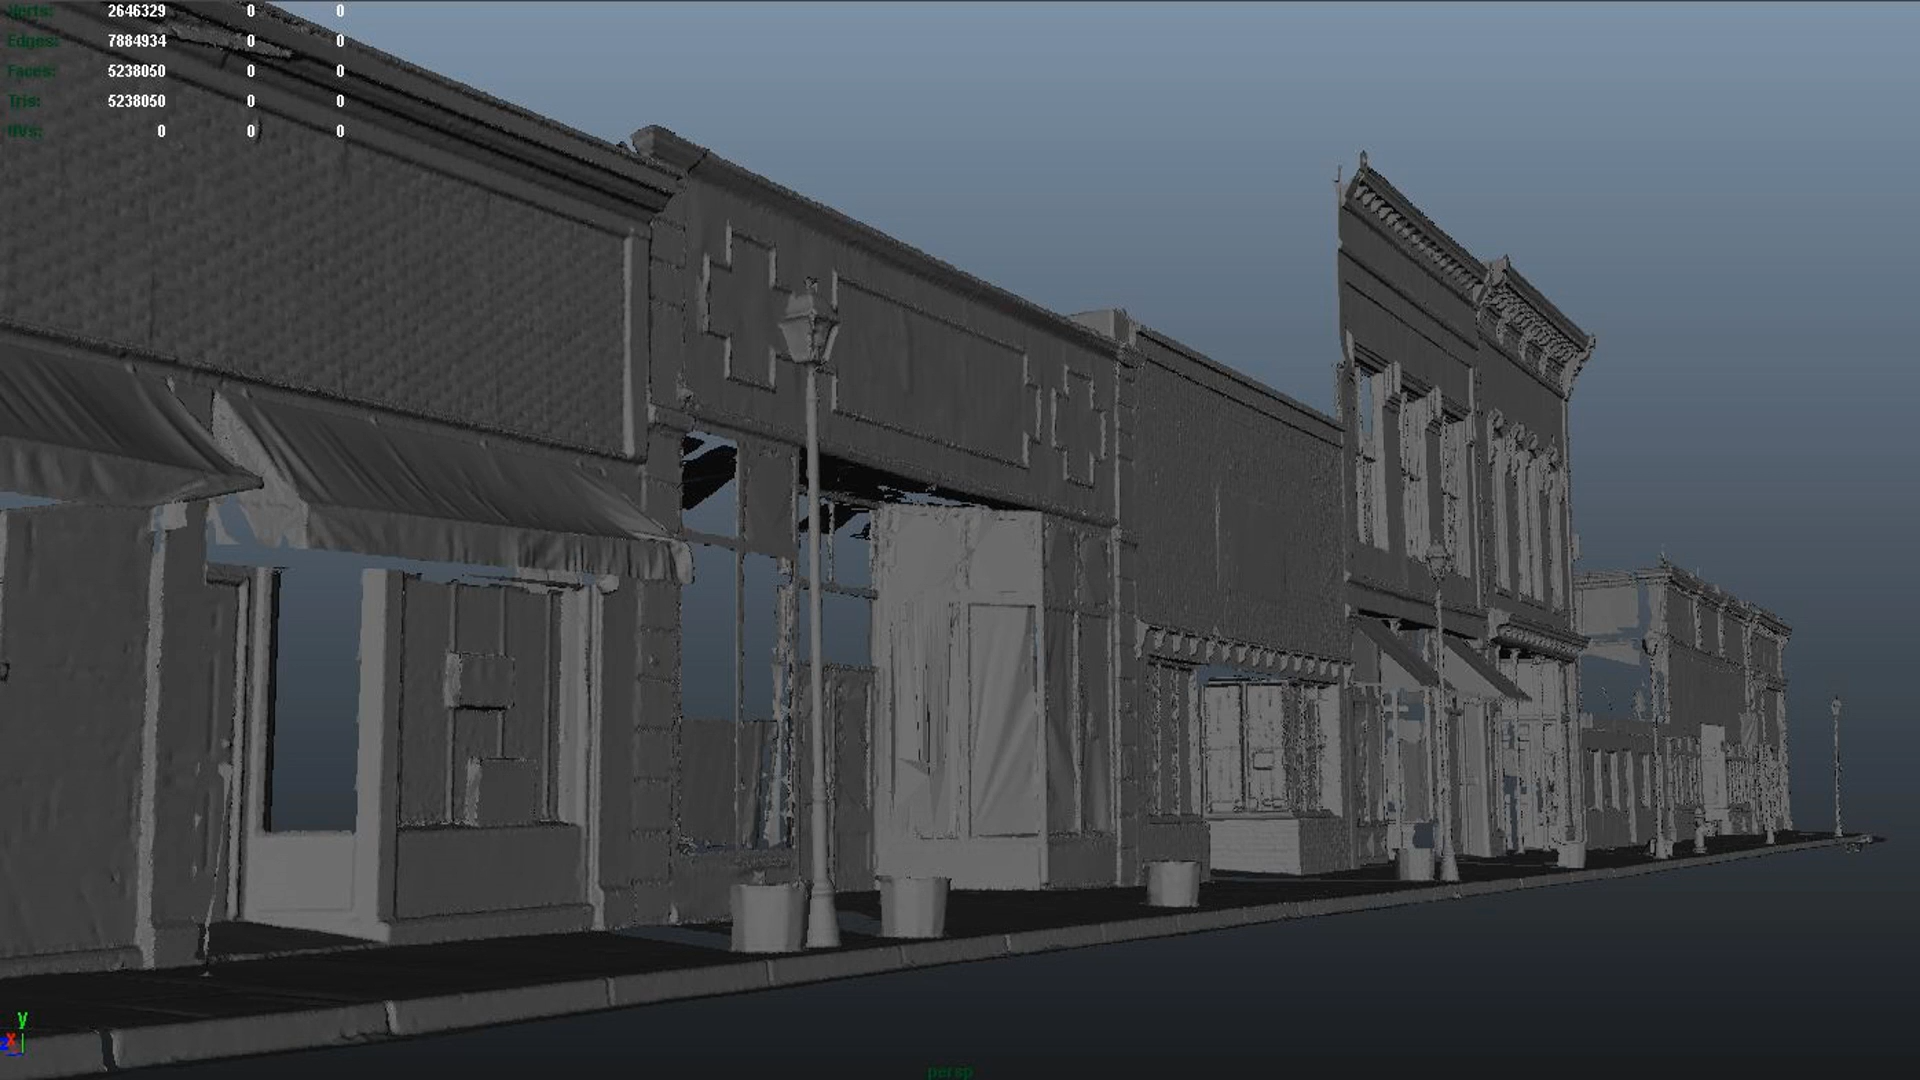 Verts: 2646329 0 0
Edges: 7884934 0 0
Faces: 5238050 0 0
Tris: 5238050 0 0
UVs: 0 0 0
y
x
z
persp